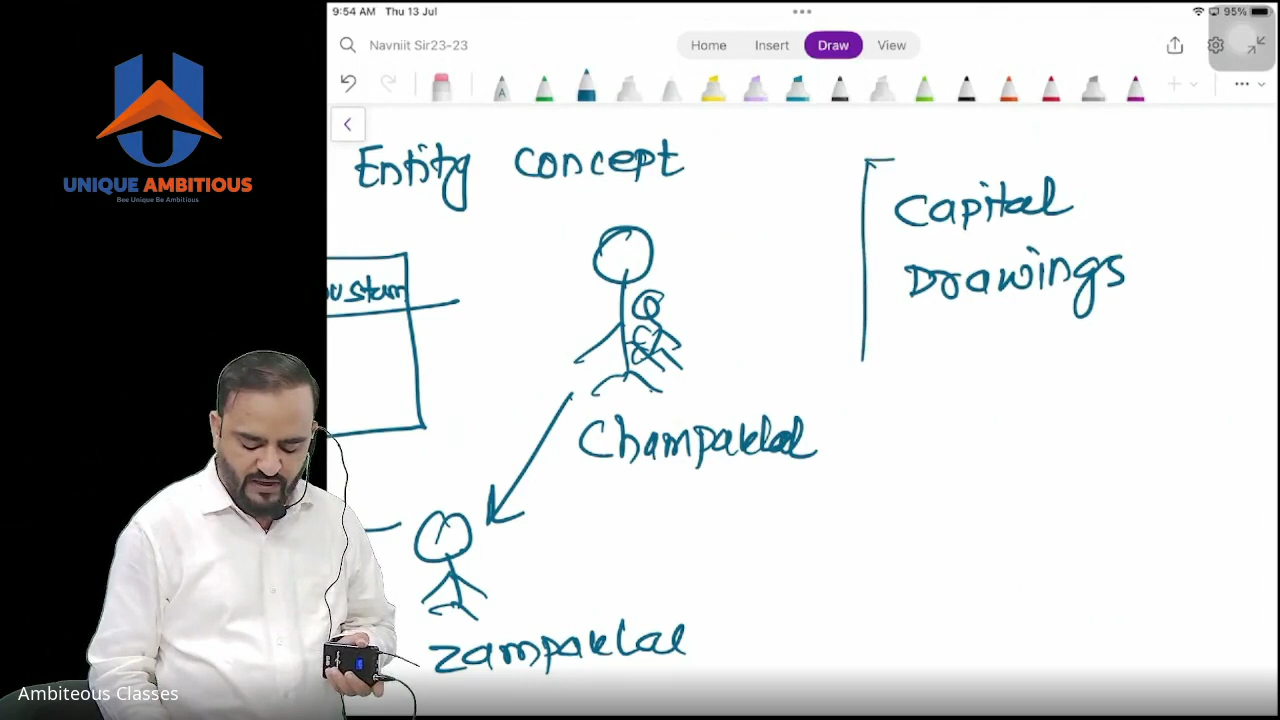 9:54 AM Thu 13 Jul
95%
Navniit Sir23-23
Home Insert Draw View
UNIQUE AMBITIOUS
Bee Unique Be Ambitious
Entity concept
Capital
Drawings
Champaklal
Zampaklal
Ambiteous Classes